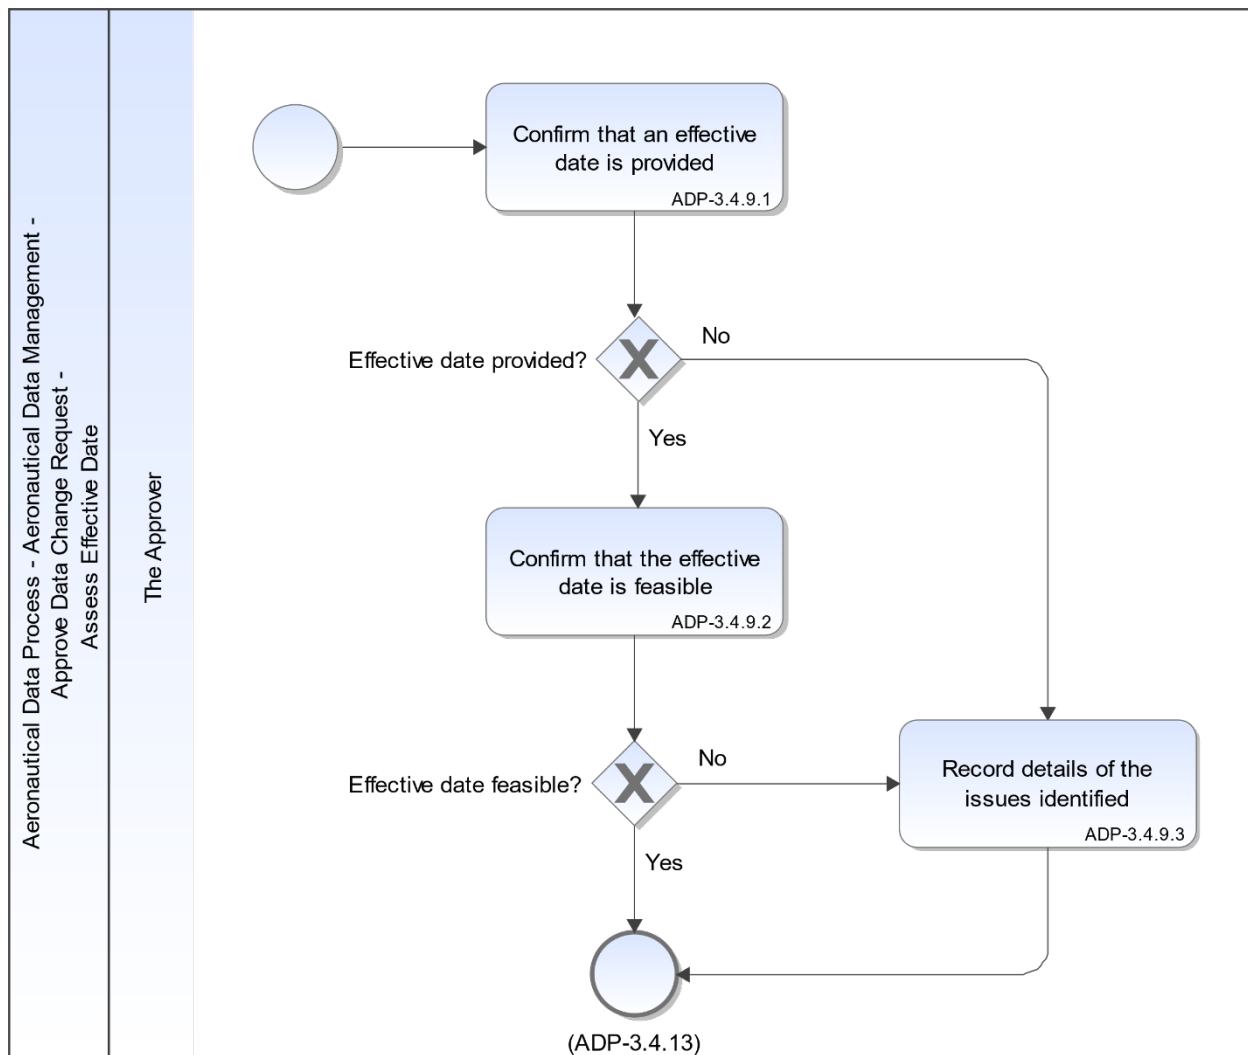 Aeronautical Data Process - Aeronautical Data Management -
Approve Data Change Request -
Assess Effective Date
The Approver
Confirm that an effective
date is provided
ADP-3.4.9.1
Effective date provided?
No
Yes
Confirm that the effective
date is feasible
ADP-3.4.9.2
Effective date feasible?
No
Record details of the
issues identified
ADP-3.4.9.3
Yes
(ADP-3.4.13)